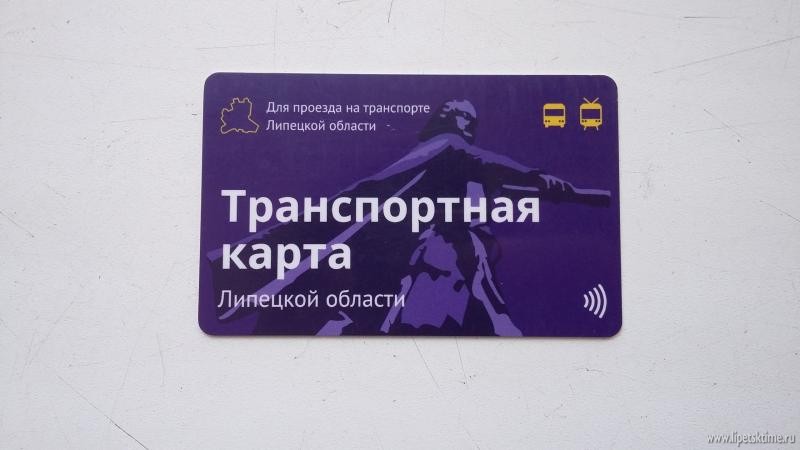 Для проезда на транспорте
Липецкой области
Транспортная
карта
Липецкой области
www.lipetsktime.ru